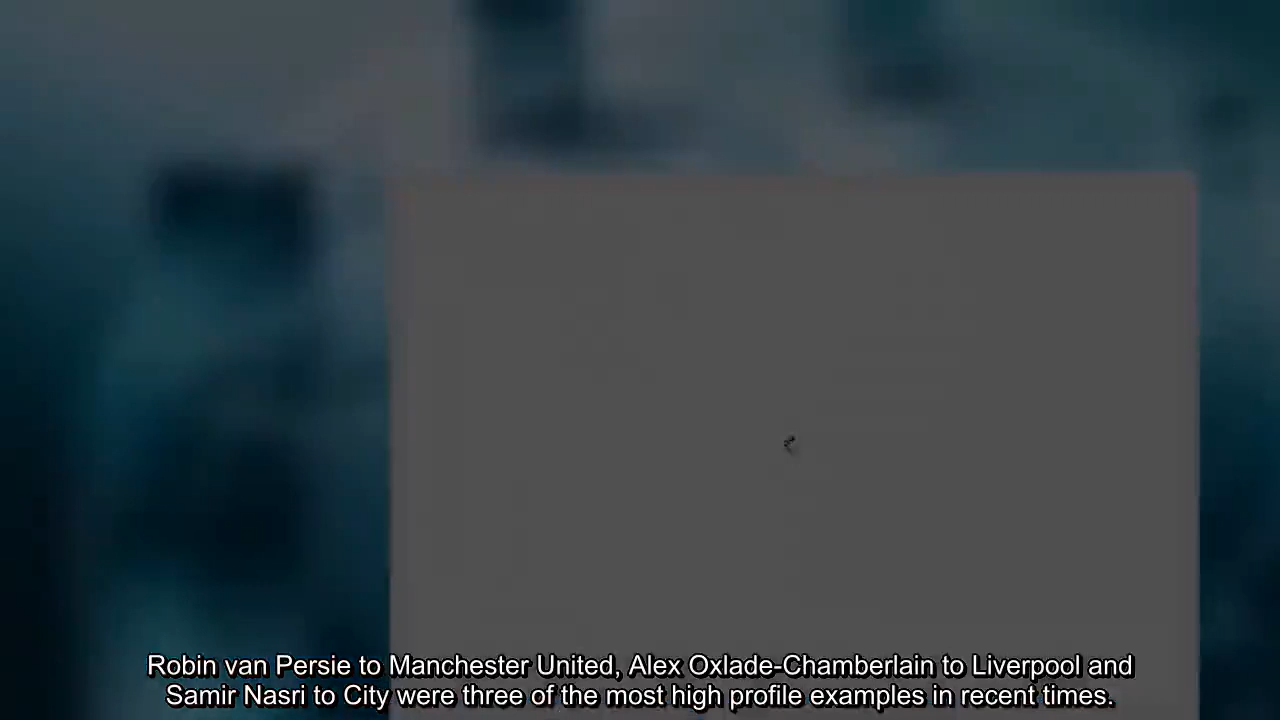 Robin van Persie to Manchester United, Alex Oxlade-Chamberlain to Liverpool and
Samir Nasri to City were three of the most high profile examples in recent times.